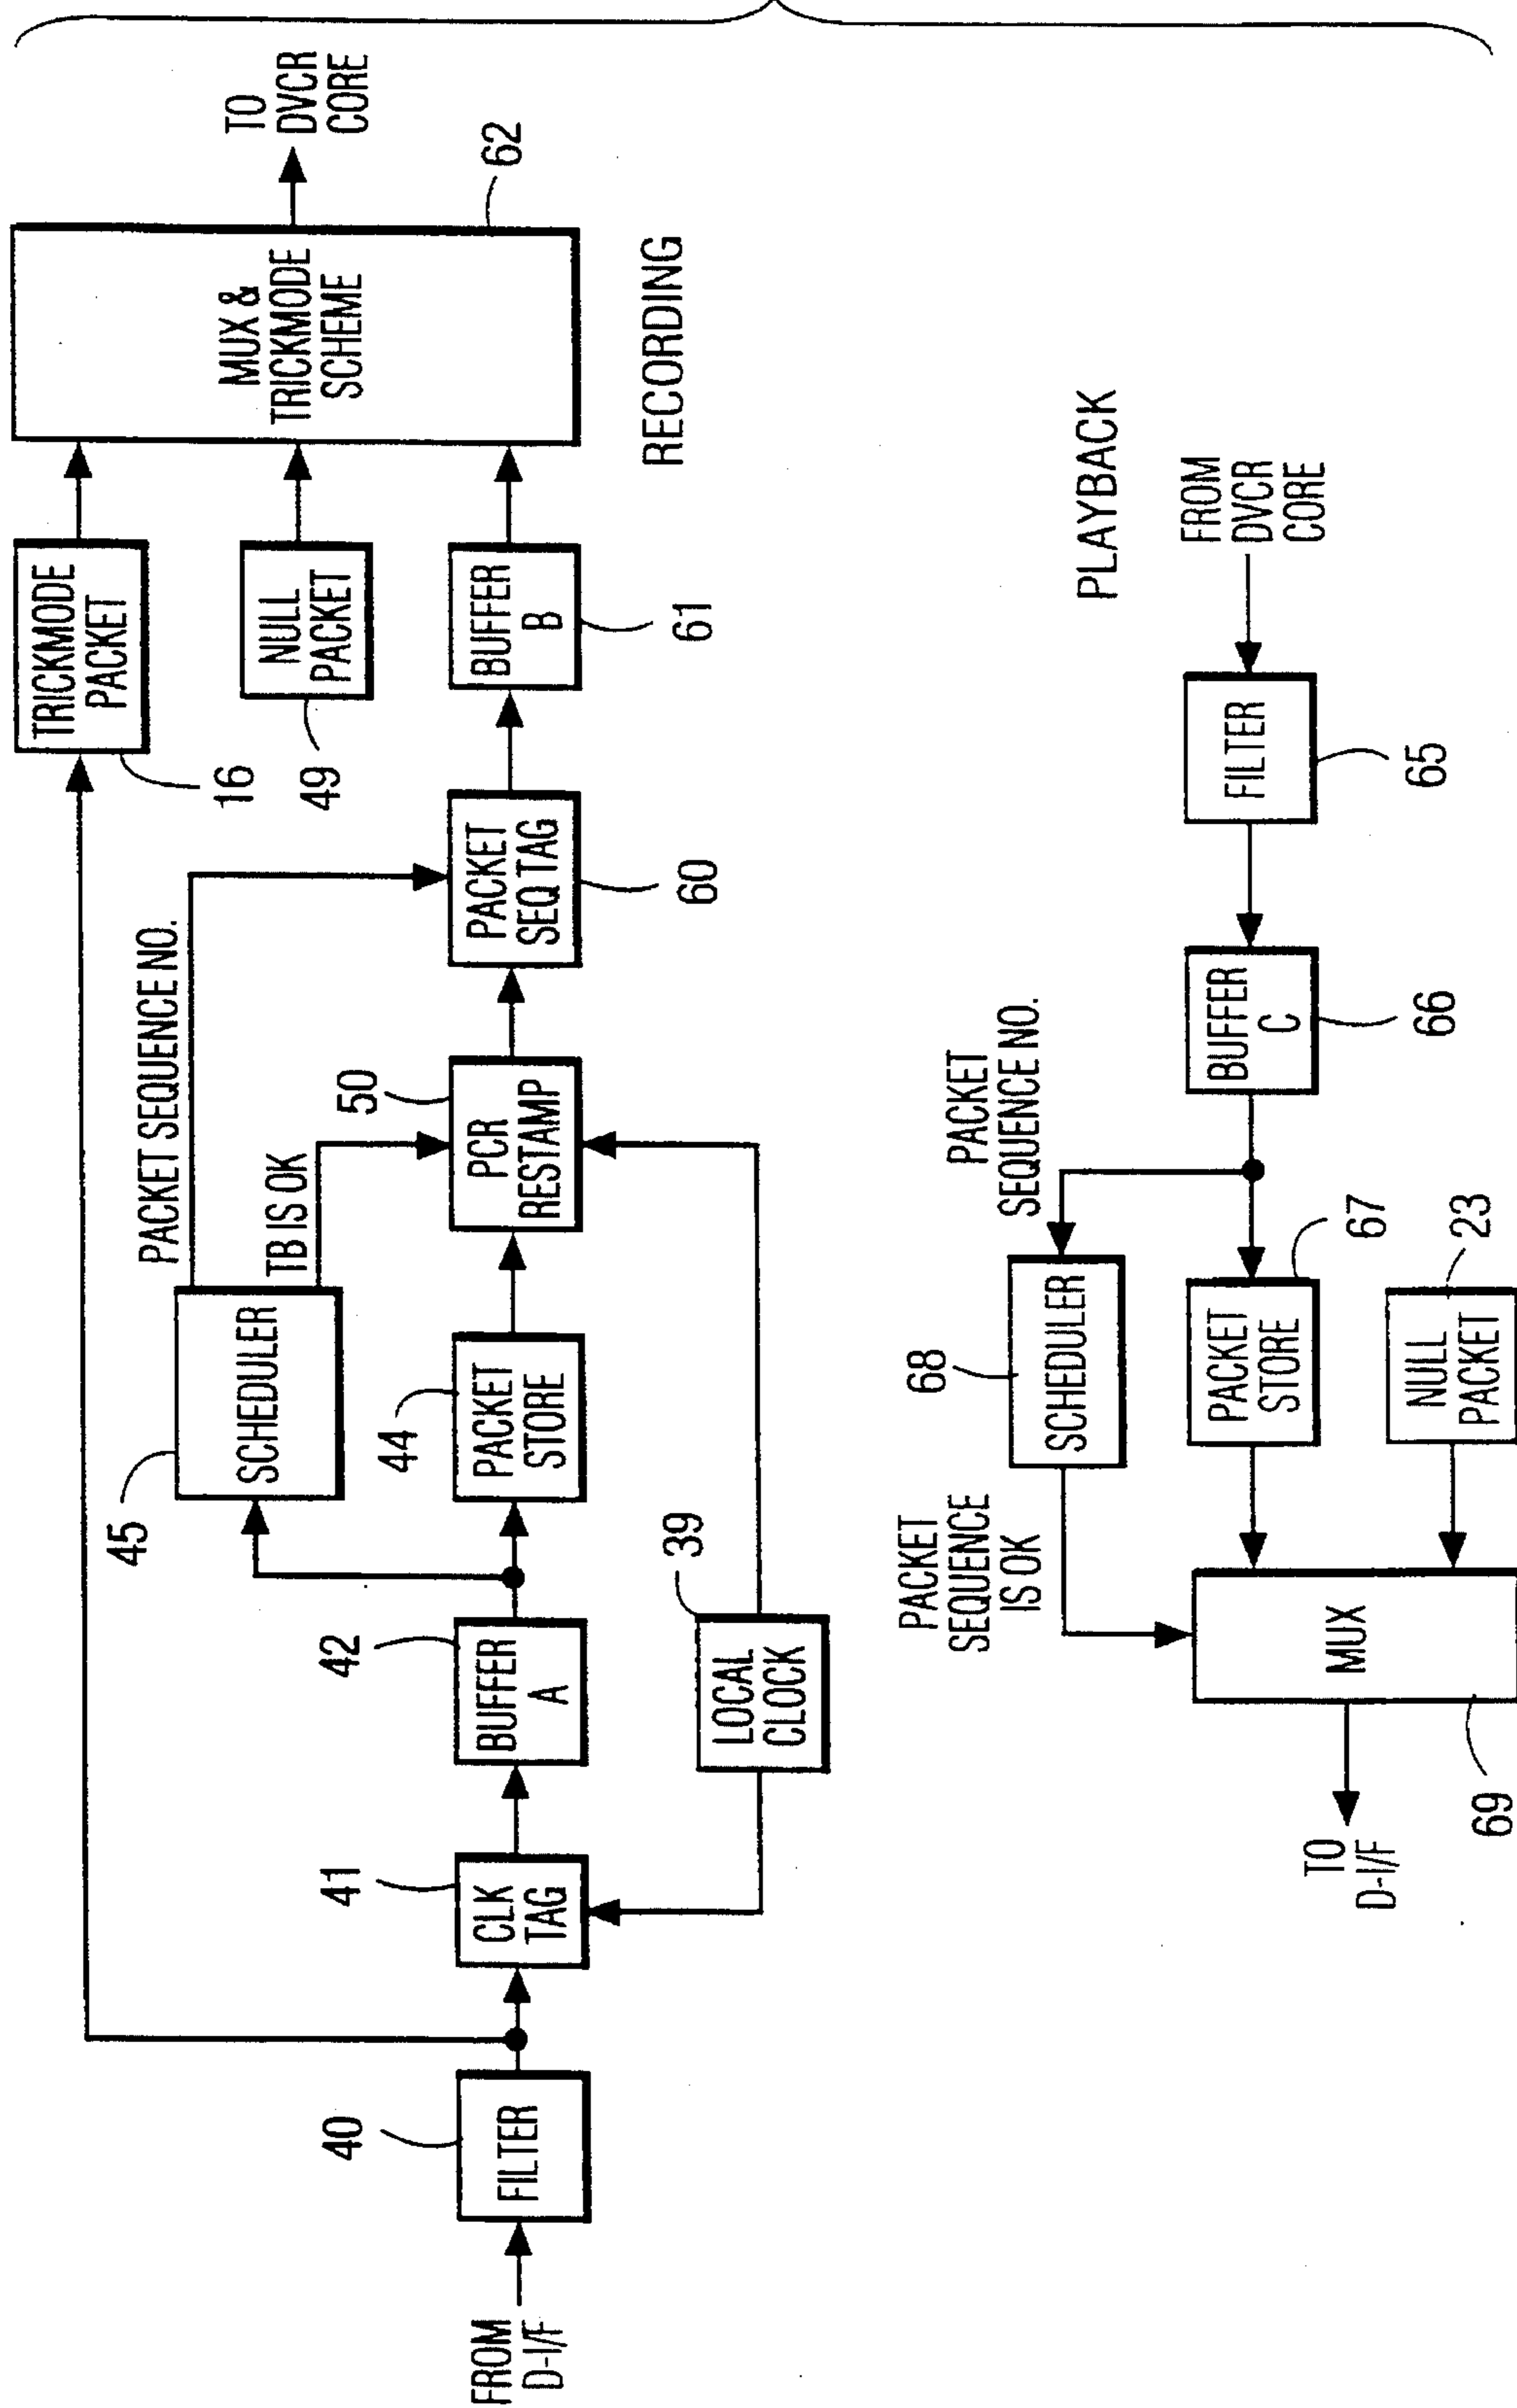 FROM
D-I/F
40
FILTER
41
CLK
TAG
42
BUFFER
A
39
LOCAL
CLOCK
45
SCHEDULER
44
PACKET
STORE
PACKET SEQUENCE NO.
TB IS OK
50
PCR
RESTAMP
PACKET
SEQ TAG
60
TRICKMODE
PACKET
16
NULL
PACKET
49
BUFFER
B
61
MUX &
TRICKMODE
SCHEME
62
TO
DVCR
CORE
RECORDING
PLAYBACK
FROM
DVCR
CORE
FILTER
65
BUFFER
C
66
PACKET
SEQUENCE NO.
68
SCHEDULER
PACKET
STORE
67
NULL
PACKET
23
PACKET
SEQUENCE
IS OK
MUX
69
TO
D-I/F